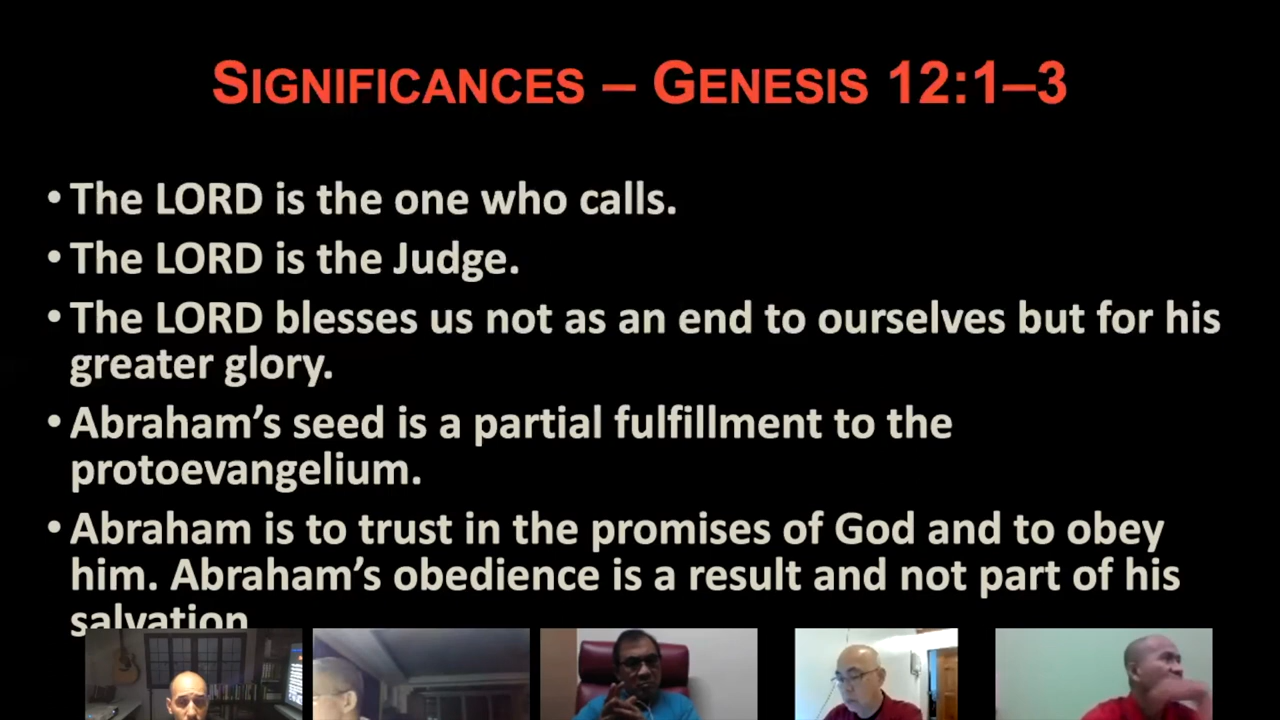 SIGNIFICANCES – GENESIS 12:1–3
• The LORD is the one who calls.
• The LORD is the Judge.
• The LORD blesses us not as an end to ourselves but for his
greater glory.
• Abraham’s seed is a partial fulfillment to the
protoevangelium.
• Abraham is to trust in the promises of God and to obey
him. Abraham’s obedience is a result and not part of his
salvation